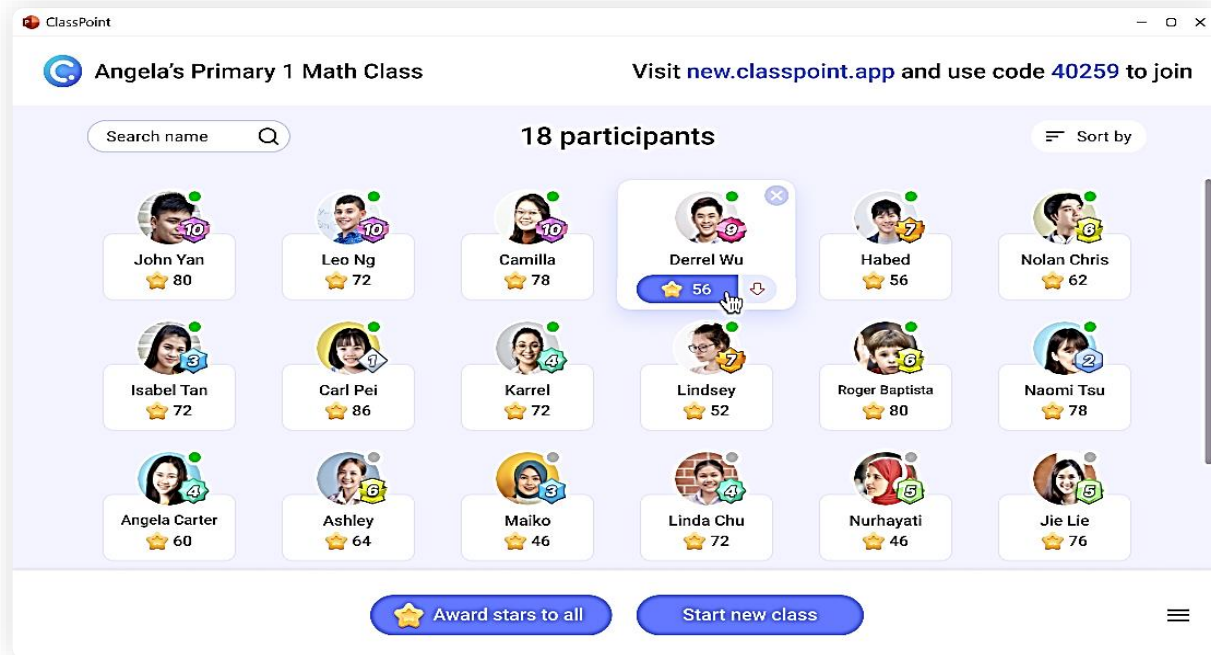 ClassPoint
Angela's Primary 1 Math Class
Visit new.classpoint.app and use code 40259 to join
Search name
18 participants
Sort by
10
10
10
9
7
6
John Yan
Leo Ng
Camilla
Derrel Wu
Habed
Nolan Chris
80
72
78
56
56
62
3
1
4
7
6
2
Isabel Tan
Carl Pei
Karrel
Lindsey
Roger Baptista
Naomi Tsu
72
86
72
52
80
78
4
6
3
4
5
5
Angela Carter
Ashley
Maiko
Linda Chu
Nurhayati
Jie Lie
60
64
46
72
46
76
Award stars to all
Start new class